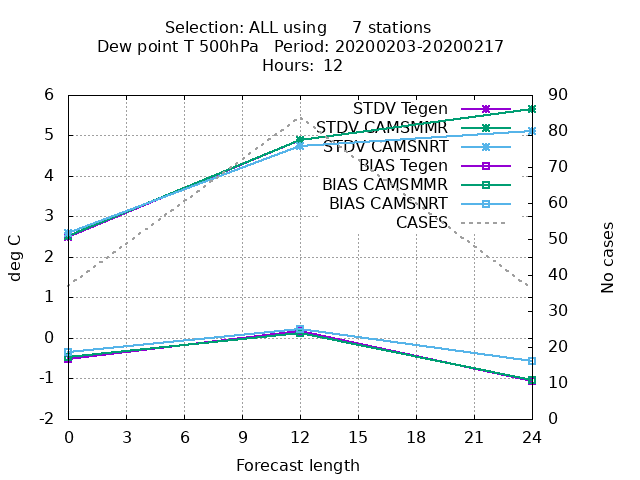 Selection: ALL using 7 stations
Dew point T 500hPa Period: 20200203-20200217
Hours: 12
6
5
4
3
2
1
0
-1
-2
deg C
90
80
70
60
50
40
30
20
10
0
No cases
STDV Tegen
STDV CAMSMMR
STDV CAMSNRT
BIAS Tegen
BIAS CAMSMMR
BIAS CAMSNRT
CASES
0 3 6 9 12 15 18 21 24
Forecast length